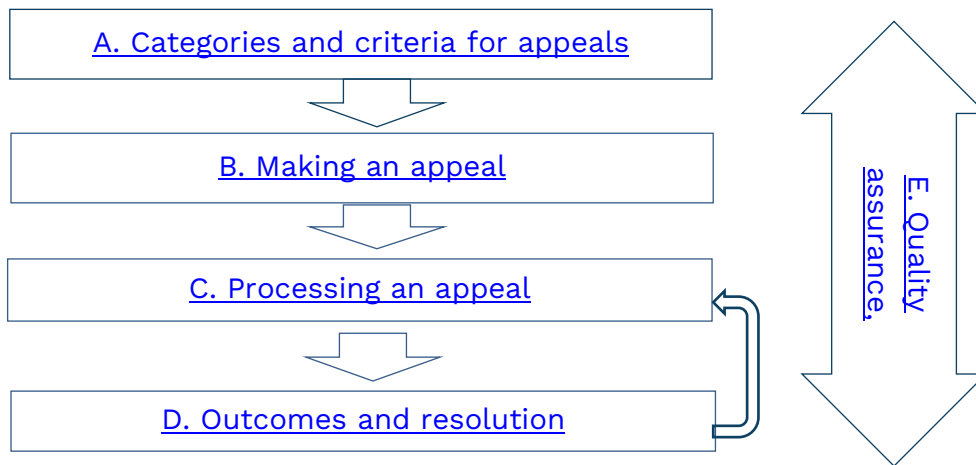 A. Categories and criteria for appeals
B. Making an appeal
C. Processing an appeal
D. Outcomes and resolution
E. Quality
assurance,